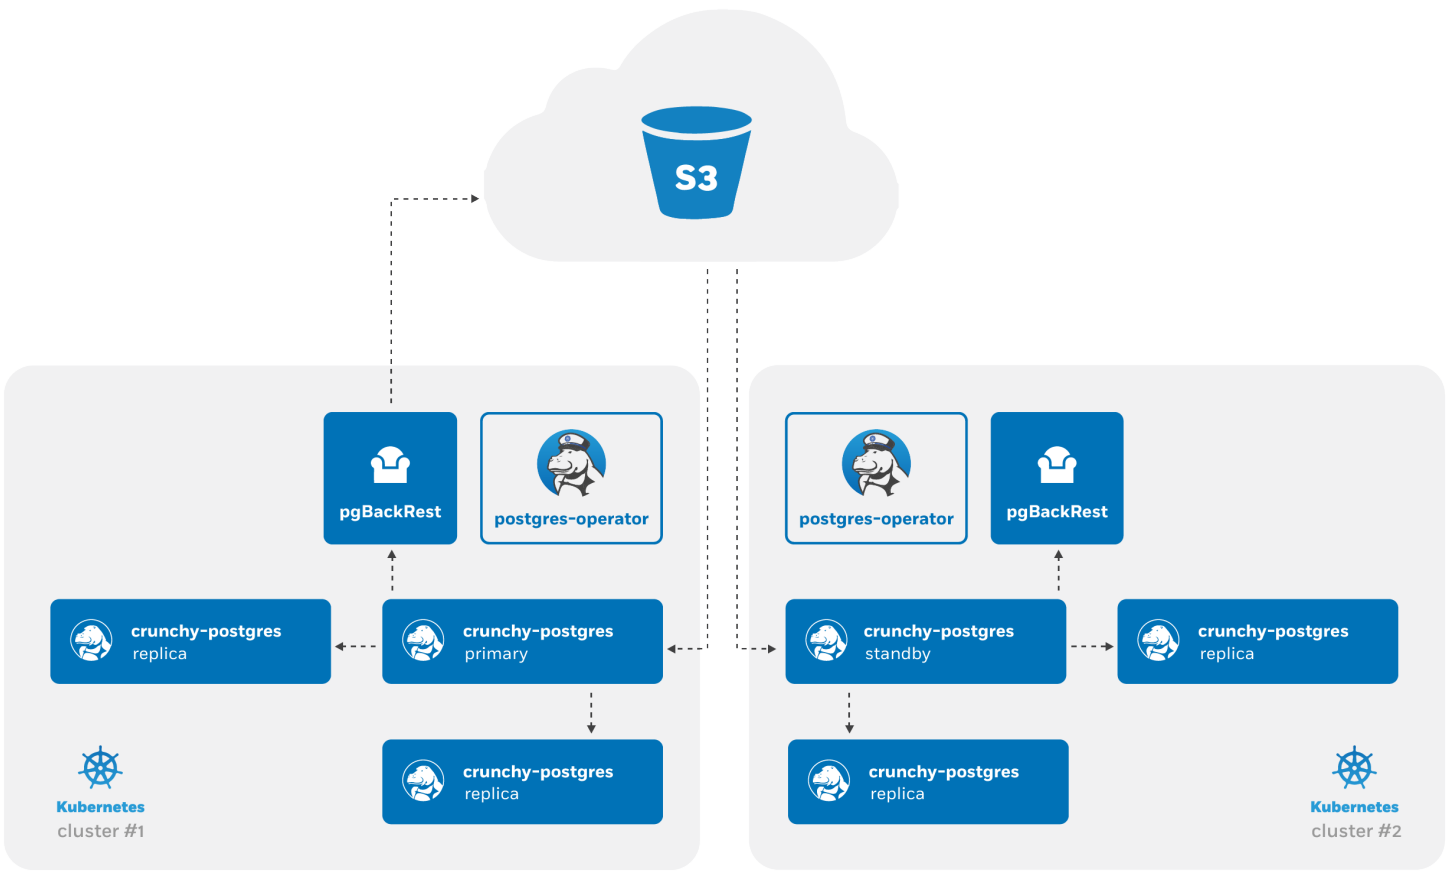 S3
pgBackRest
postgres-operator
crunchy-postgres
replica
crunchy-postgres
primary
crunchy-postgres
replica
Kubernetes
cluster #1
postgres-operator
pgBackRest
crunchy-postgres
standby
crunchy-postgres
replica
crunchy-postgres
replica
Kubernetes
cluster #2